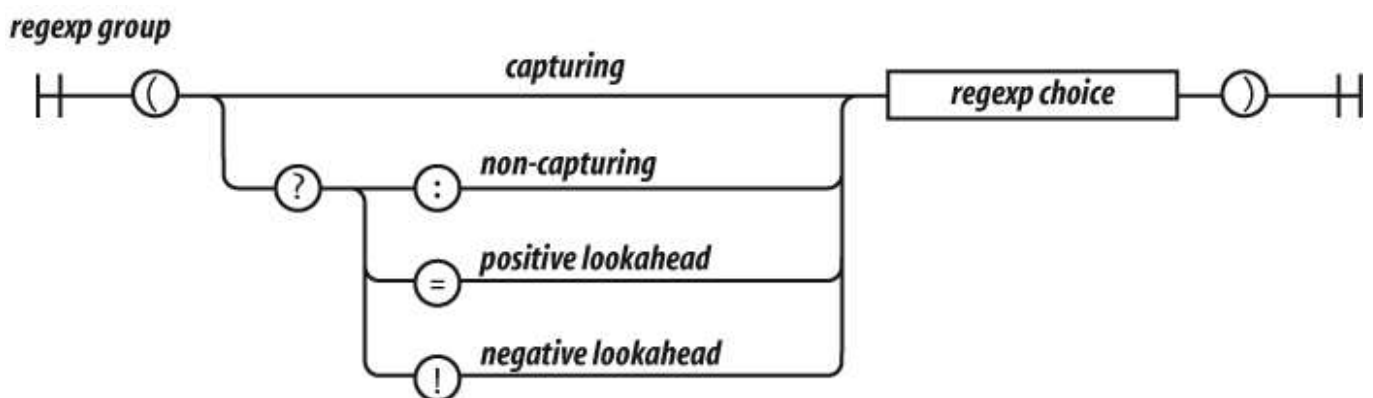 regexp group
capturing
( regexp choice )
non-capturing
? :
positive lookahead
=
negative lookahead
!